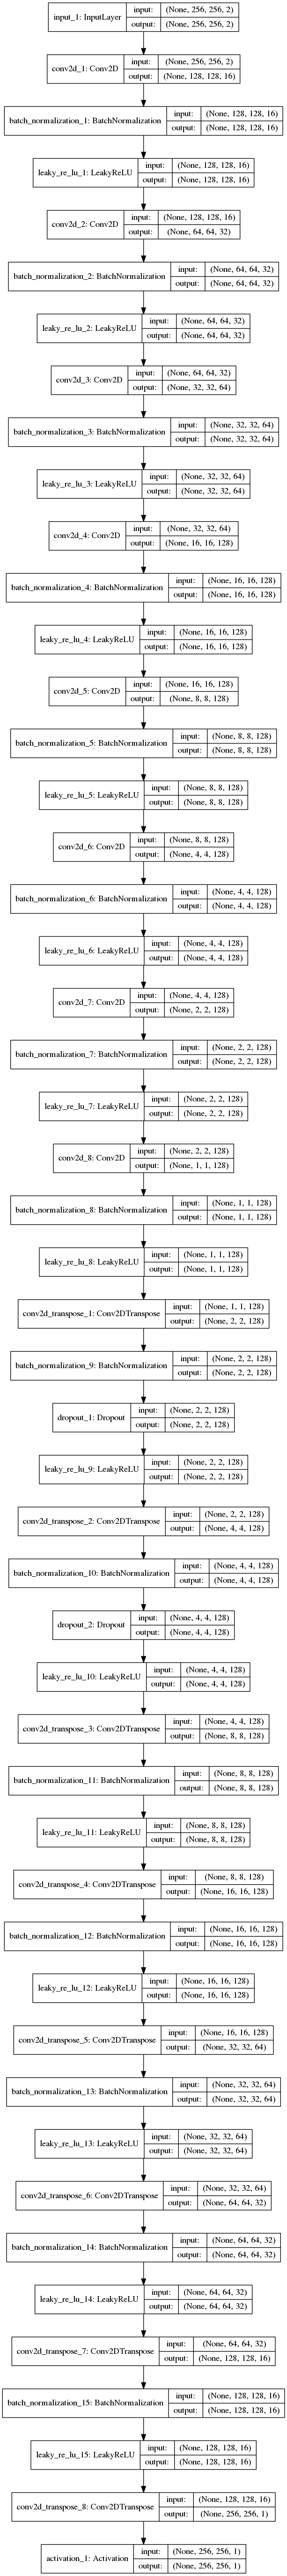 input_1: InputLayer input: (None, 256, 256, 2)
output: (None, 256, 256, 2)
conv2d_1: Conv2D input: (None, 256, 256, 2)
output: (None, 128, 128, 16)
batch_normalization_1: BatchNormalization input: (None, 128, 128, 16)
output: (None, 128, 128, 16)
leaky_re_lu_1: LeakyReLU input: (None, 128, 128, 16)
output: (None, 128, 128, 16)
conv2d_2: Conv2D input: (None, 128, 128, 16)
output: (None, 64, 64, 32)
batch_normalization_2: BatchNormalization input: (None, 64, 64, 32)
output: (None, 64, 64, 32)
leaky_re_lu_2: LeakyReLU input: (None, 64, 64, 32)
output: (None, 64, 64, 32)
conv2d_3: Conv2D input: (None, 64, 64, 32)
output: (None, 32, 32, 64)
batch_normalization_3: BatchNormalization input: (None, 32, 32, 64)
output: (None, 32, 32, 64)
leaky_re_lu_3: LeakyReLU input: (None, 32, 32, 64)
output: (None, 32, 32, 64)
conv2d_4: Conv2D input: (None, 32, 32, 64)
output: (None, 16, 16, 128)
batch_normalization_4: BatchNormalization input: (None, 16, 16, 128)
output: (None, 16, 16, 128)
leaky_re_lu_4: LeakyReLU input: (None, 16, 16, 128)
output: (None, 16, 16, 128)
conv2d_5: Conv2D input: (None, 16, 16, 128)
output: (None, 8, 8, 128)
batch_normalization_5: BatchNormalization input: (None, 8, 8, 128)
output: (None, 8, 8, 128)
leaky_re_lu_5: LeakyReLU input: (None, 8, 8, 128)
output: (None, 8, 8, 128)
conv2d_6: Conv2D input: (None, 8, 8, 128)
output: (None, 4, 4, 128)
batch_normalization_6: BatchNormalization input: (None, 4, 4, 128)
output: (None, 4, 4, 128)
leaky_re_lu_6: LeakyReLU input: (None, 4, 4, 128)
output: (None, 4, 4, 128)
conv2d_7: Conv2D input: (None, 4, 4, 128)
output: (None, 2, 2, 128)
batch_normalization_7: BatchNormalization input: (None, 2, 2, 128)
output: (None, 2, 2, 128)
leaky_re_lu_7: LeakyReLU input: (None, 2, 2, 128)
output: (None, 2, 2, 128)
conv2d_8: Conv2D input: (None, 2, 2, 128)
output: (None, 1, 1, 128)
batch_normalization_8: BatchNormalization input: (None, 1, 1, 128)
output: (None, 1, 1, 128)
leaky_re_lu_8: LeakyReLU input: (None, 1, 1, 128)
output: (None, 1, 1, 128)
conv2d_transpose_1: Conv2DTranspose input: (None, 1, 1, 128)
output: (None, 2, 2, 128)
batch_normalization_9: BatchNormalization input: (None, 2, 2, 128)
output: (None, 2, 2, 128)
dropout_1: Dropout input: (None, 2, 2, 128)
output: (None, 2, 2, 128)
leaky_re_lu_9: LeakyReLU input: (None, 2, 2, 128)
output: (None, 2, 2, 128)
conv2d_transpose_2: Conv2DTranspose input: (None, 2, 2, 128)
output: (None, 4, 4, 128)
batch_normalization_10: BatchNormalization input: (None, 4, 4, 128)
output: (None, 4, 4, 128)
dropout_2: Dropout input: (None, 4, 4, 128)
output: (None, 4, 4, 128)
leaky_re_lu_10: LeakyReLU input: (None, 4, 4, 128)
output: (None, 4, 4, 128)
conv2d_transpose_3: Conv2DTranspose input: (None, 4, 4, 128)
output: (None, 8, 8, 128)
batch_normalization_11: BatchNormalization input: (None, 8, 8, 128)
output: (None, 8, 8, 128)
leaky_re_lu_11: LeakyReLU input: (None, 8, 8, 128)
output: (None, 8, 8, 128)
conv2d_transpose_4: Conv2DTranspose input: (None, 8, 8, 128)
output: (None, 16, 16, 128)
batch_normalization_12: BatchNormalization input: (None, 16, 16, 128)
output: (None, 16, 16, 128)
leaky_re_lu_12: LeakyReLU input: (None, 16, 16, 128)
output: (None, 16, 16, 128)
conv2d_transpose_5: Conv2DTranspose input: (None, 16, 16, 128)
output: (None, 32, 32, 64)
batch_normalization_13: BatchNormalization input: (None, 32, 32, 64)
output: (None, 32, 32, 64)
leaky_re_lu_13: LeakyReLU input: (None, 32, 32, 64)
output: (None, 32, 32, 64)
conv2d_transpose_6: Conv2DTranspose input: (None, 32, 32, 64)
output: (None, 64, 64, 32)
batch_normalization_14: BatchNormalization input: (None, 64, 64, 32)
output: (None, 64, 64, 32)
leaky_re_lu_14: LeakyReLU input: (None, 64, 64, 32)
output: (None, 64, 64, 32)
conv2d_transpose_7: Conv2DTranspose input: (None, 64, 64, 32)
output: (None, 128, 128, 16)
batch_normalization_15: BatchNormalization input: (None, 128, 128, 16)
output: (None, 128, 128, 16)
leaky_re_lu_15: LeakyReLU input: (None, 128, 128, 16)
output: (None, 128, 128, 16)
conv2d_transpose_8: Conv2DTranspose input: (None, 128, 128, 16)
output: (None, 256, 256, 1)
activation_1: Activation input: (None, 256, 256, 1)
output: (None, 256, 256, 1)